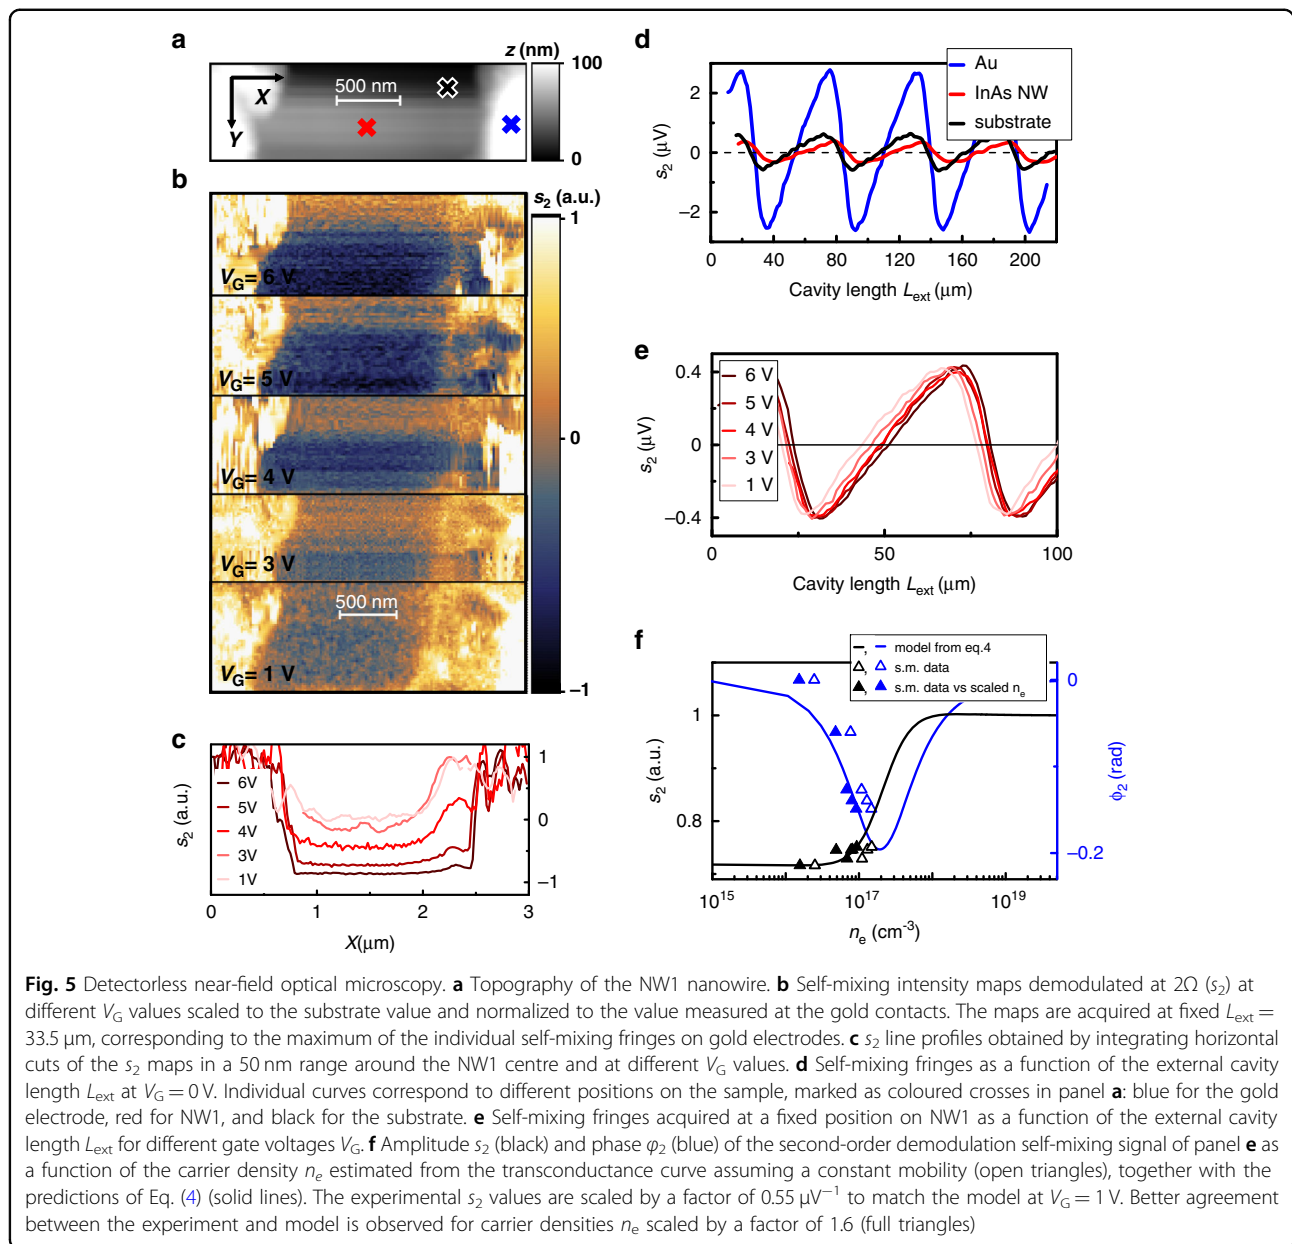 a
z (nm)
100
0
X
Y
500 nm
b
s2 (a.u.)
1
0
−1
VG= 6 V
VG= 5 V
VG= 4 V
VG= 3 V
500 nm
VG= 1 V
c
s2 (a.u.)
6V
5V
4V
3V
1V
1
0
−1
0
1
2
3
X(μm)
d
Au
InAs NW
substrate
s2 (μV)
2
0
−2
0
40
80
120
160
200
Cavity length Lext (μm)
e
6 V
5 V
4 V
3 V
1 V
s2 (μV)
0.4
0
−0.4
0
50
100
Cavity length Lext (μm)
f
−, − model from eq.4
△, △ s.m. data
▲, ▲ s.m. data vs scaled ne
s2 (a.u.)
1
0.8
0
−0.2
ϕ2 (rad)
10^15
10^17
10^19
ne (cm-3)
Fig. 5 Detectorless near-field optical microscopy. a Topography of the NW1 nanowire. b Self-mixing intensity maps demodulated at 2Ω (s2) at
different VG values scaled to the substrate value and normalized to the value measured at the gold contacts. The maps are acquired at fixed Lext =
33.5 μm, corresponding to the maximum of the individual self-mixing fringes on gold electrodes. c s2 line profiles obtained by integrating horizontal
cuts of the s2 maps in a 50 nm range around the NW1 centre and at different VG values. d Self-mixing fringes as a function of the external cavity
length Lext at VG = 0 V. Individual curves correspond to different positions on the sample, marked as coloured crosses in panel a: blue for the gold
electrode, red for NW1, and black for the substrate. e Self-mixing fringes acquired at a fixed position on NW1 as a function of the external cavity
length Lext for different gate voltages VG. f Amplitude s2 (black) and phase φ2 (blue) of the second-order demodulation self-mixing signal of panel e as
a function of the carrier density ne estimated from the transconductance curve assuming a constant mobility (open triangles), together with the
predictions of Eq. (4) (solid lines). The experimental s2 values are scaled by a factor of 0.55 μV−1 to match the model at VG = 1 V. Better agreement
between the experiment and model is observed for carrier densities ne scaled by a factor of 1.6 (full triangles)